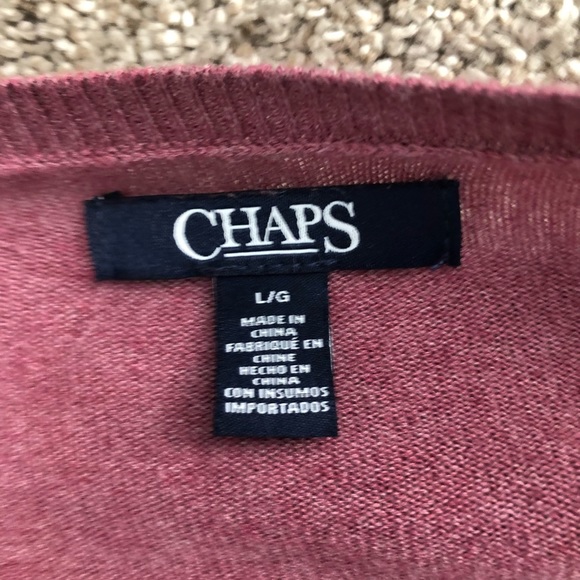 CHAPS
L/G
MADE IN
CHINA
FABRIQUÉ EN
CHINE
HECHO EN
CHINA
CON INSUMOS
IMPORTADOS